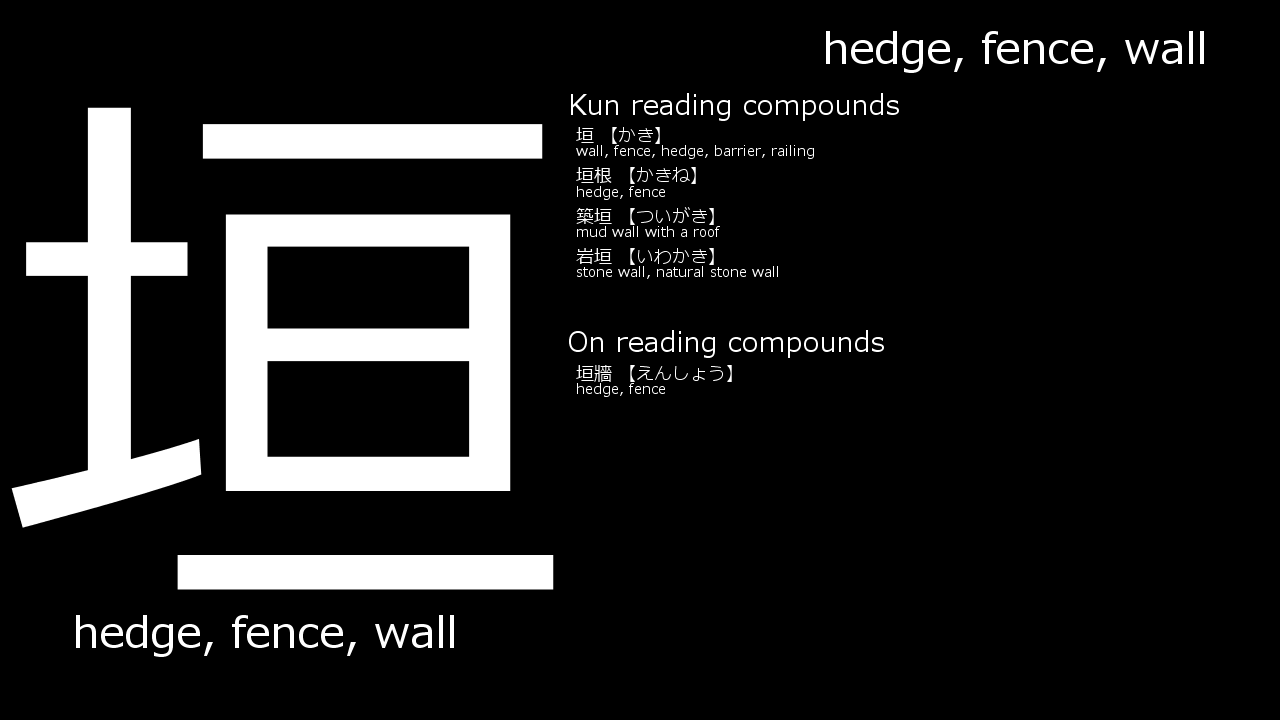 垣
hedge, fence, wall
hedge, fence, wall
Kun reading compounds
垣 【かき】
wall, fence, hedge, barrier, railing
垣根 【かきね】
hedge, fence
築垣 【ついがき】
mud wall with a roof
岩垣 【いわかき】
stone wall, natural stone wall
On reading compounds
垣牆 【えんしょう】
hedge, fence